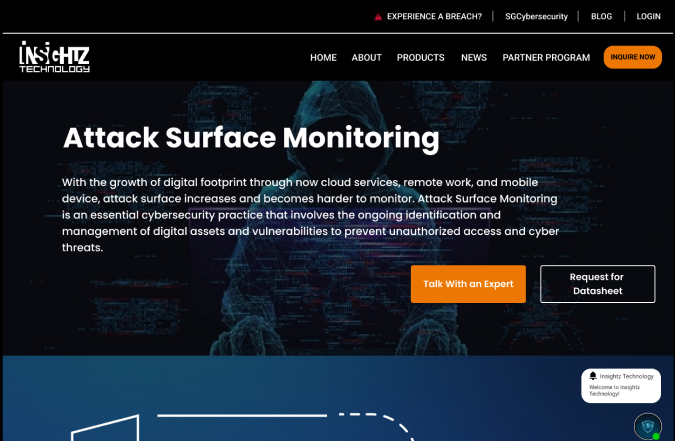 EXPERIENCE A BREACH?
SGCybersecurity
BLOG
LOGIN
INSiGHTZ
TECHNOLOGY
HOME
ABOUT
PRODUCTS
NEWS
PARTNER PROGRAM
INQUIRE NOW
Attack Surface Monitoring
With the growth of digital footprint through now cloud services, remote work, and mobile
device, attack surface increases and becomes harder to monitor. Attack Surface Monitoring
is an essential cybersecurity practice that involves the ongoing identification and
management of digital assets and vulnerabilities to prevent unauthorized access and cyber
threats.
Talk With an Expert
Request for
Datasheet
Insightz Technology
Welcome to Insightz
Technology!